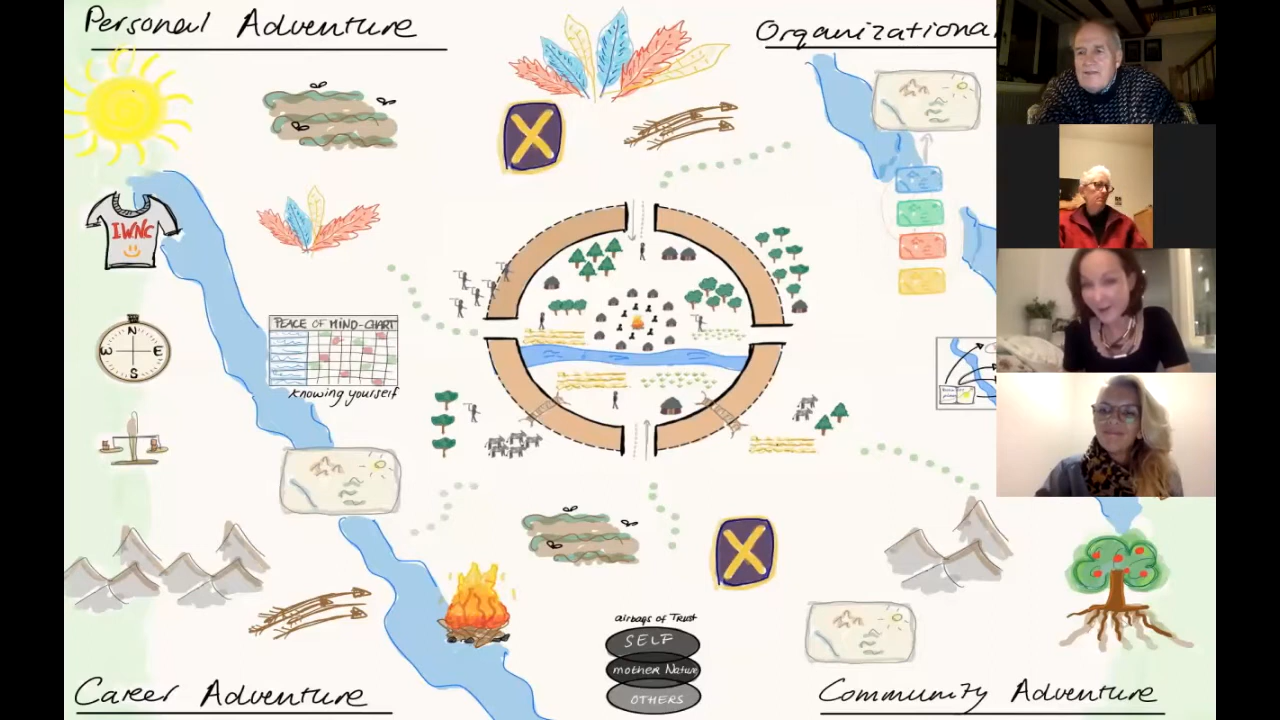 Personal Adventure
Organizational
IWNC
N
W E
S
PEACE OF MIND-CHART
knowing yourself
X
X
airbags of Trust
SELF
mother Nature
OTHERS
Career Adventure
Community Adventure